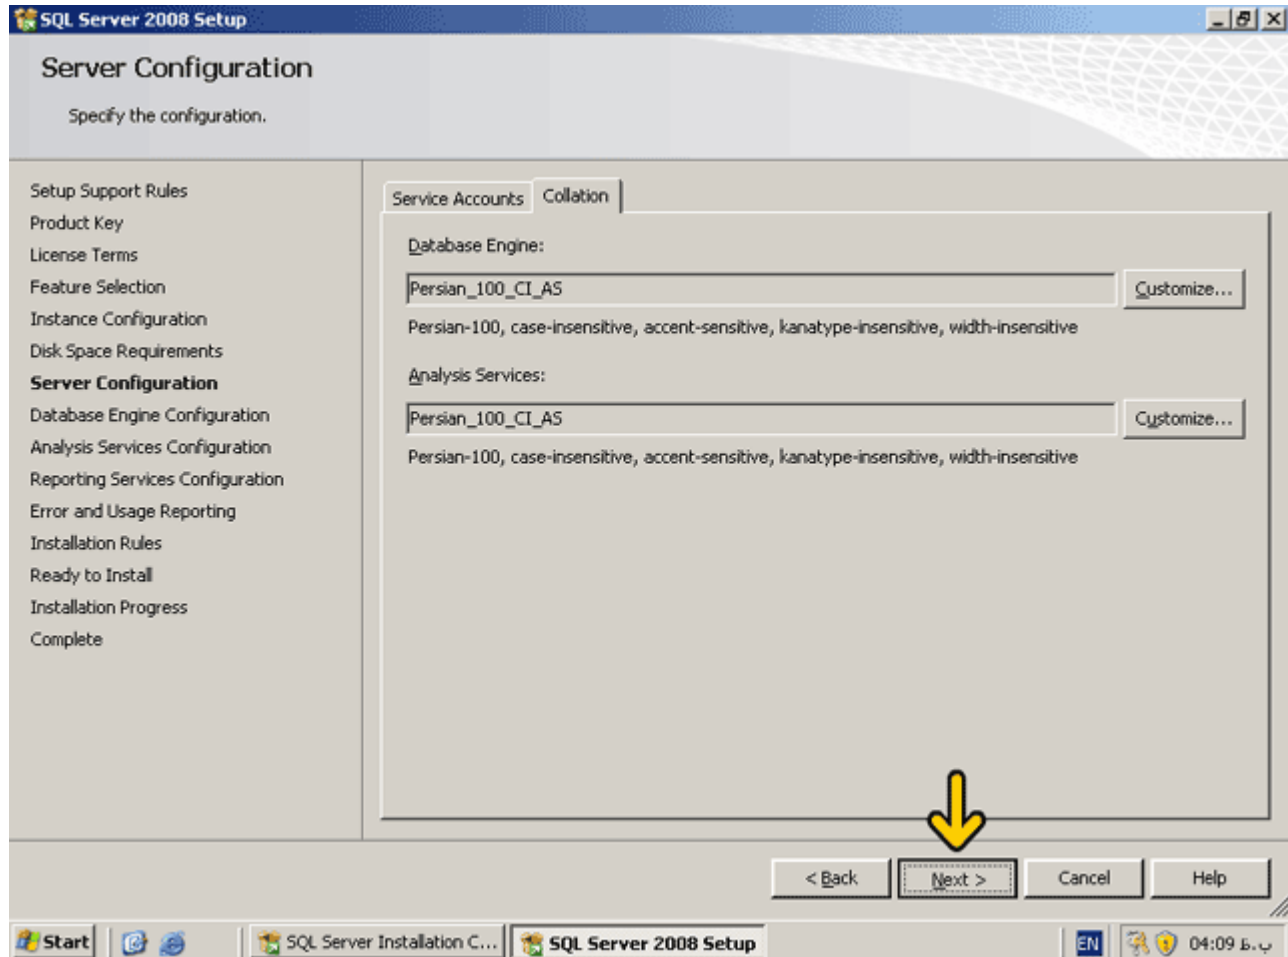 SQL Server 2008 Setup
Server Configuration
Specify the configuration.
Setup Support Rules
Product Key
License Terms
Feature Selection
Instance Configuration
Disk Space Requirements
Server Configuration
Database Engine Configuration
Analysis Services Configuration
Reporting Services Configuration
Error and Usage Reporting
Installation Rules
Ready to Install
Installation Progress
Complete
Service Accounts Collation
Database Engine:
Persian_100_CI_AS Customize...
Persian-100, case-insensitive, accent-sensitive, kanatype-insensitive, width-insensitive
Analysis Services:
Persian_100_CI_AS Customize...
Persian-100, case-insensitive, accent-sensitive, kanatype-insensitive, width-insensitive
< Back Next > Cancel Help
Start SQL Server Installation C... SQL Server 2008 Setup EN 04:09 ب.ظ